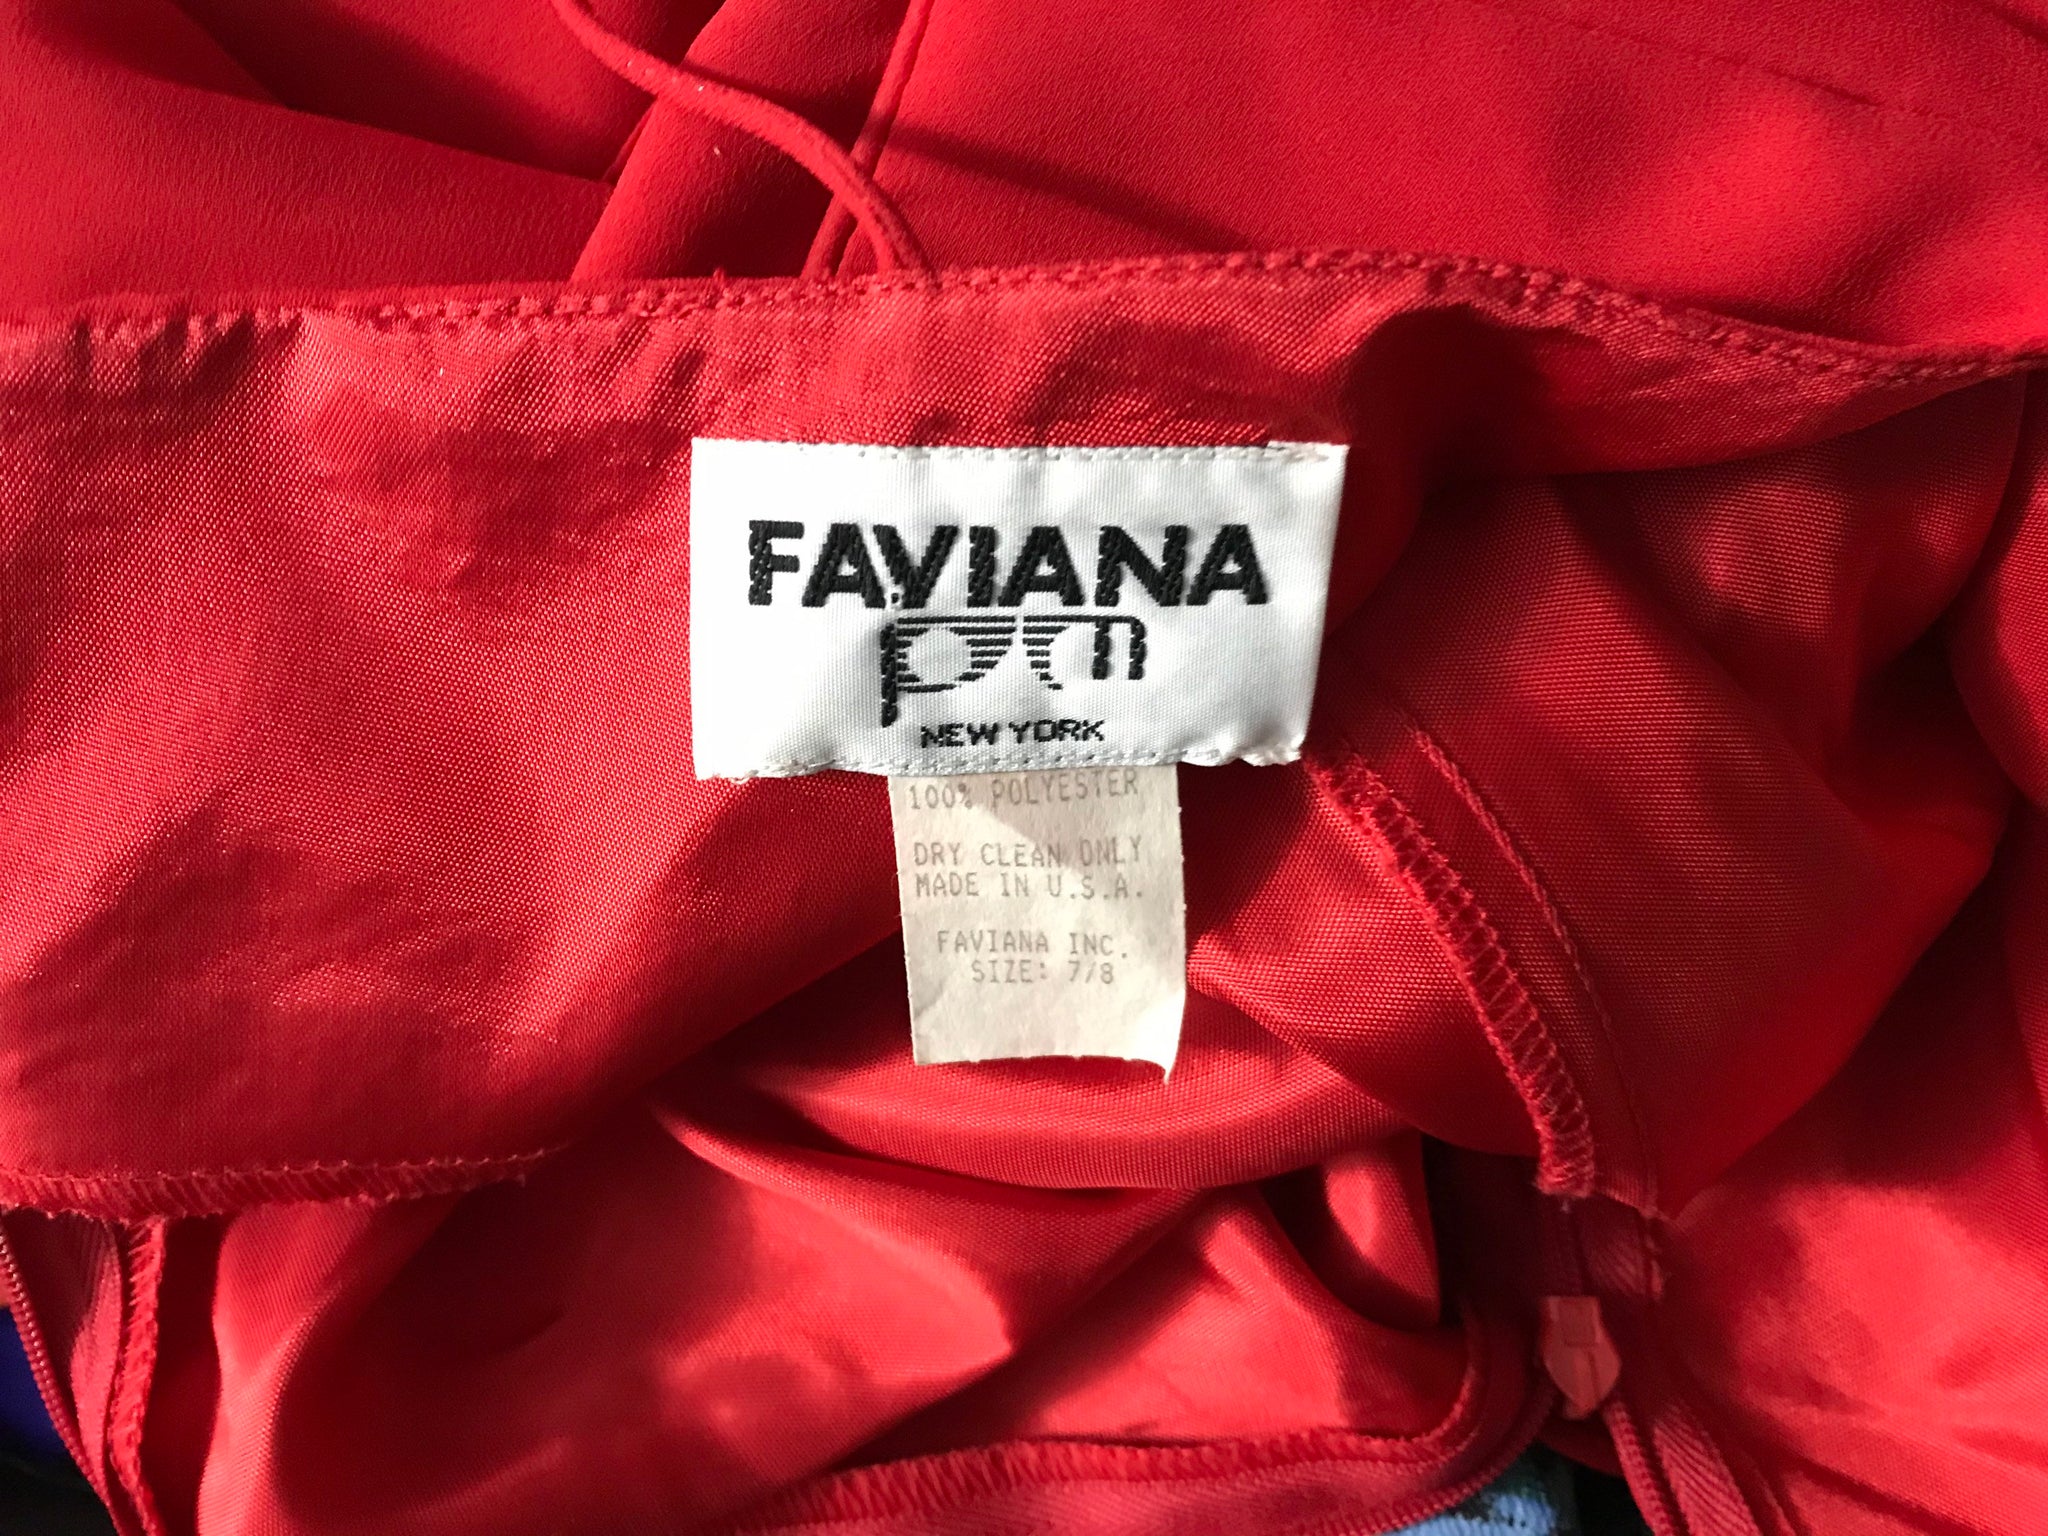 FAVIANA
pm
NEW YORK
100% POLYESTER
DRY CLEAN ONLY
MADE IN U.S.A.
FAVIANA INC.
SIZE: 7/8